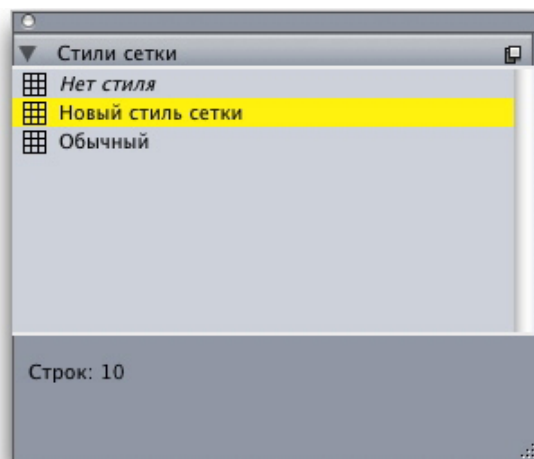 Стили сетки
Нет стиля
Новый стиль сетки
Обычный
Строк: 10